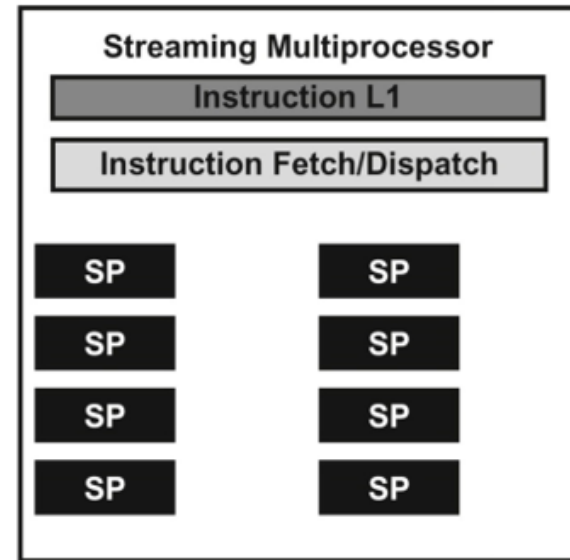 Streaming Multiprocessor
Instruction L1
Instruction Fetch/Dispatch
SP SP
SP SP
SP SP
SP SP